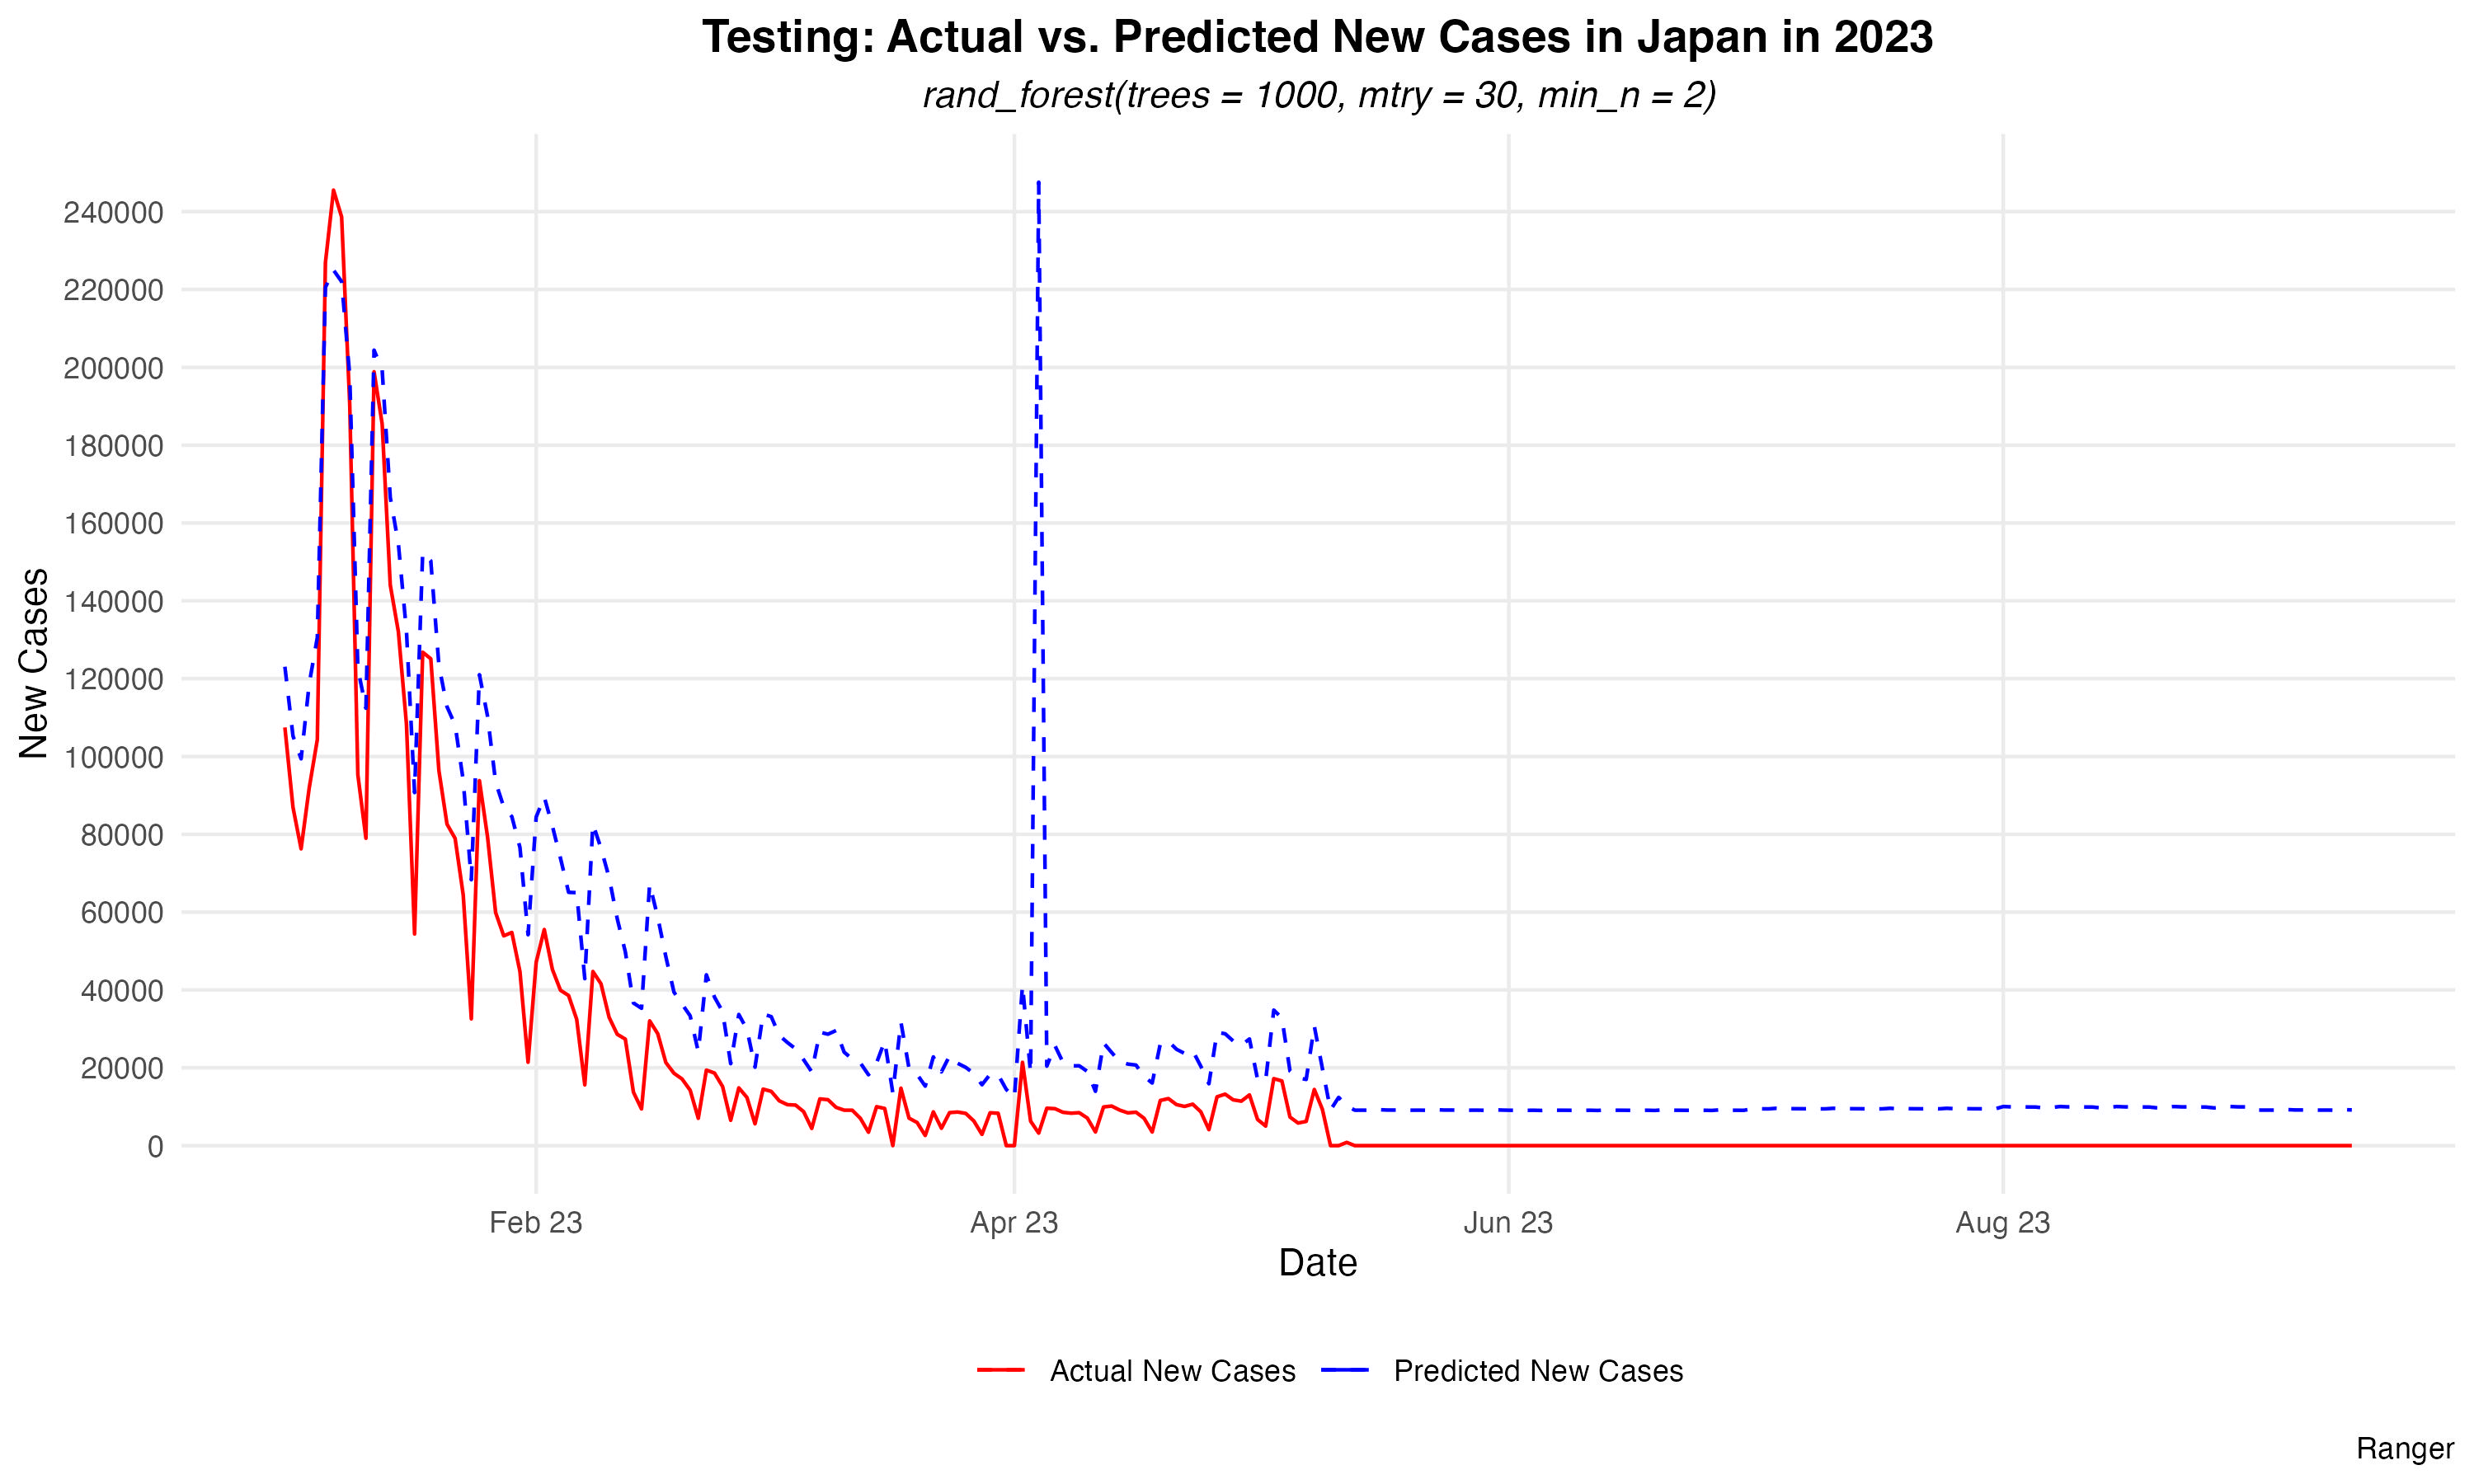 Testing: Actual vs. Predicted New Cases in Japan in 2023
rand_forest(trees = 1000, mtry = 30, min_n = 2)
New Cases
240000
220000
200000
180000
160000
140000
120000
100000
80000
60000
40000
20000
0
Feb 23
Apr 23
Jun 23
Aug 23
Date
Actual New Cases
Predicted New Cases
Ranger